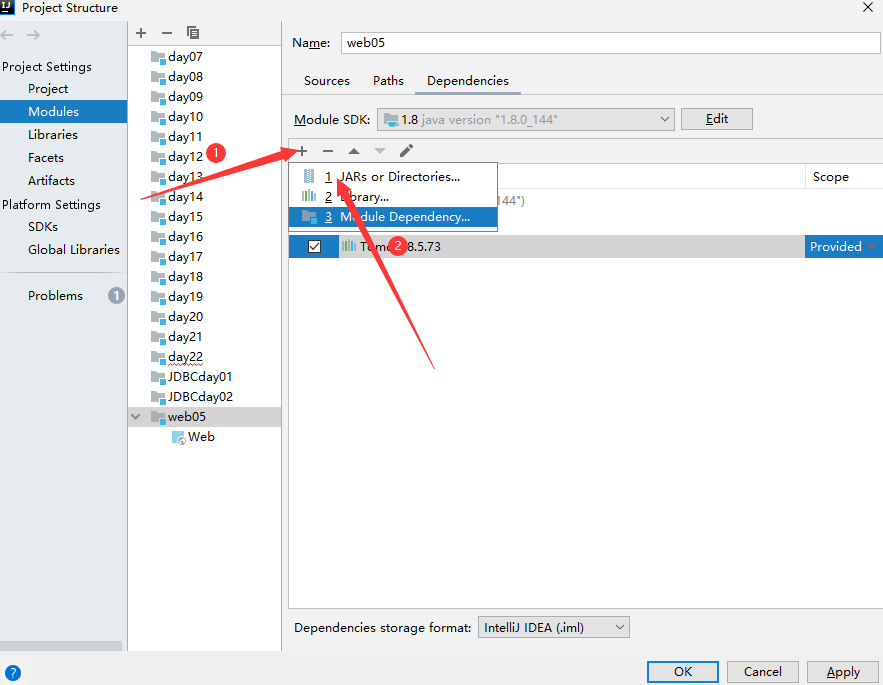 IJ Project Structure
Name: web05
Project Settings
Project
Modules
Libraries
Facets
Artifacts
Platform Settings
SDKs
Global Libraries
Problems 1
day07
day08
day09
day10
day11
day12
day13
day14
day15
day16
day17
day18
day19
day20
day21
day22
JDBCday01
JDBCday02
web05
Web
Sources Paths Dependencies
Module SDK: 1.8 java version "1.8.0_144" Edit
1
Scope
1 JARs or Directories...
2 Library...
144")
3 Module Dependency...
2
8.5.73 Provided
Dependencies storage format: IntelliJ IDEA (.iml)
? OK Cancel Apply